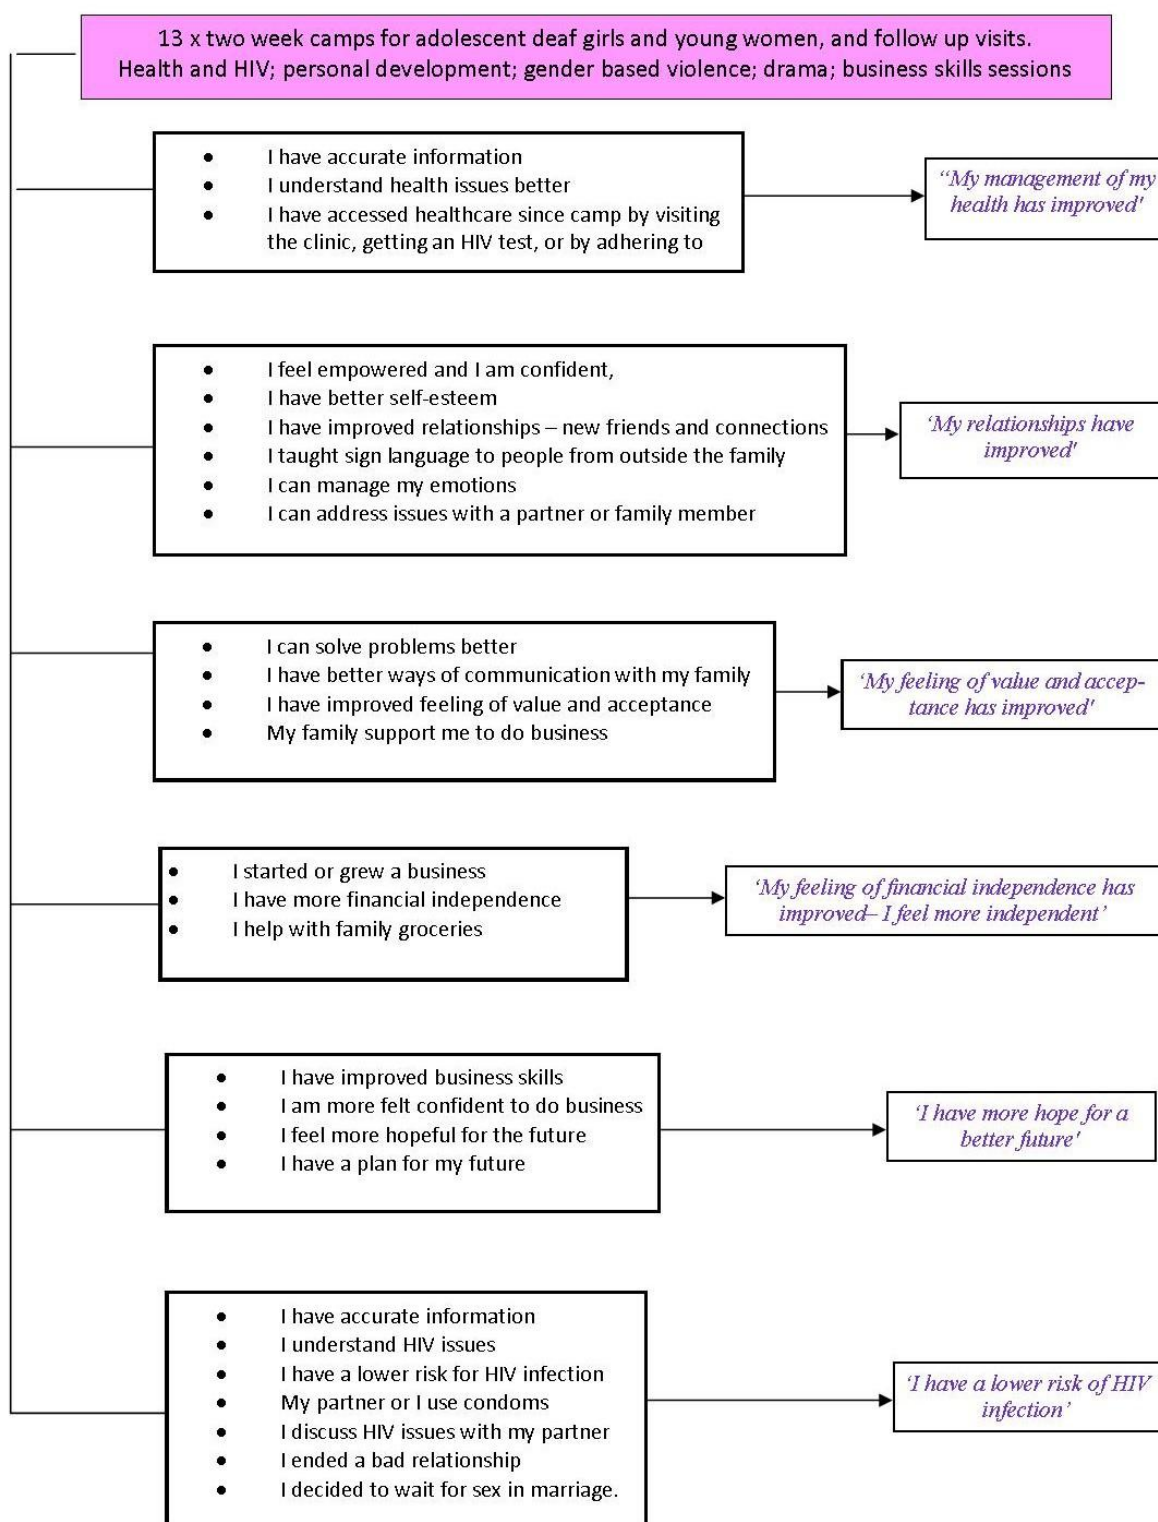 13 x two week camps for adolescent deaf girls and young women, and follow up visits.
Health and HIV; personal development; gender based violence; drama; business skills sessions
• I have accurate information
• I understand health issues better
• I have accessed healthcare since camp by visiting
the clinic, getting an HIV test, or by adhering to
“My management of my
health has improved'
• I feel empowered and I am confident,
• I have better self-esteem
• I have improved relationships – new friends and connections
• I taught sign language to people from outside the family
• I can manage my emotions
• I can address issues with a partner or family member
‘My relationships have
improved'
• I can solve problems better
• I have better ways of communication with my family
• I have improved feeling of value and acceptance
• My family support me to do business
‘My feeling of value and accep-
tance has improved'
• I started or grew a business
• I have more financial independence
• I help with family groceries
‘My feeling of financial independence has
improved– I feel more independent’
• I have improved business skills
• I am more felt confident to do business
• I feel more hopeful for the future
• I have a plan for my future
‘I have more hope for a
better future'
• I have accurate information
• I understand HIV issues
• I have a lower risk for HIV infection
• My partner or I use condoms
• I discuss HIV issues with my partner
• I ended a bad relationship
• I decided to wait for sex in marriage.
‘I have a lower risk of HIV
infection’